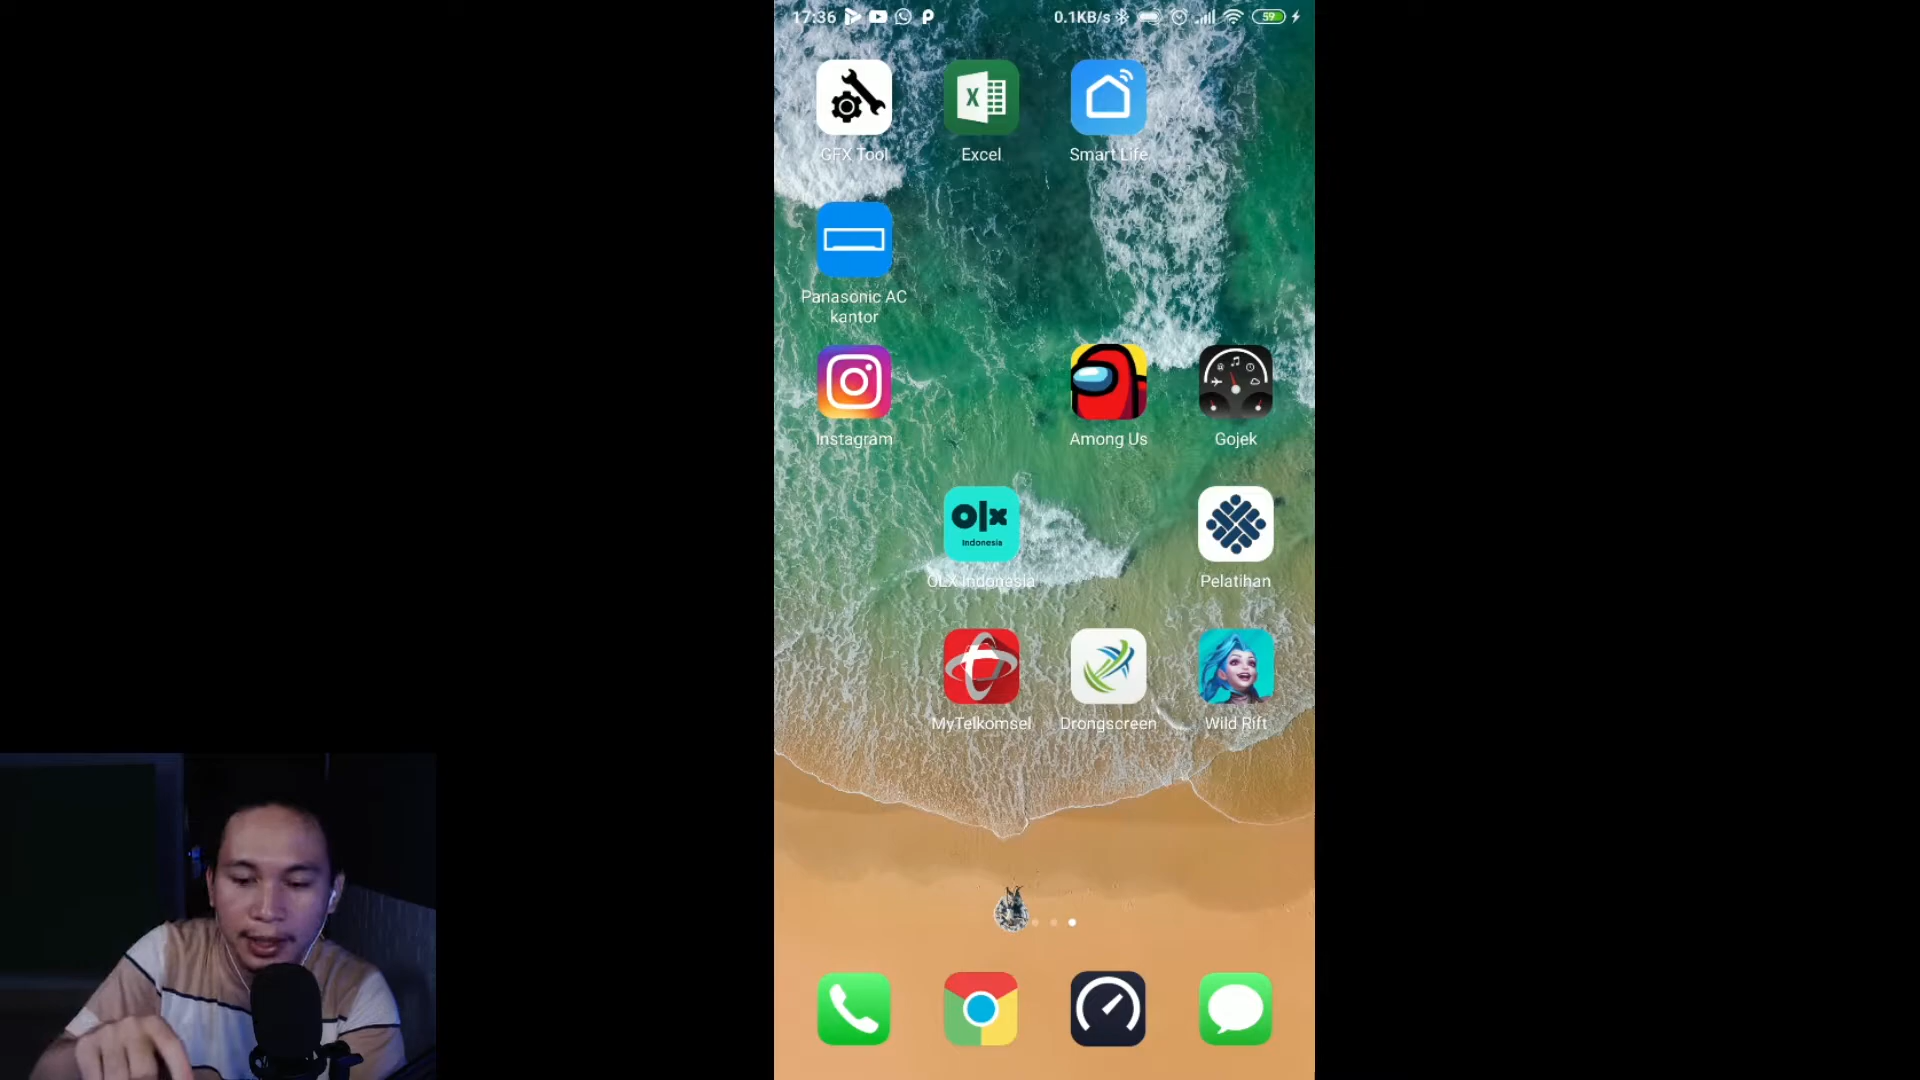 17:36
0.1KB/s
59
GFX Tool
Excel
Smart Life
Panasonic AC
kantor
Instagram
Among Us
Gojek
olx
Indonesia
OLX Indonesia
Pelatihan
MyTelkomsel
Drongscreen
Wild Rift